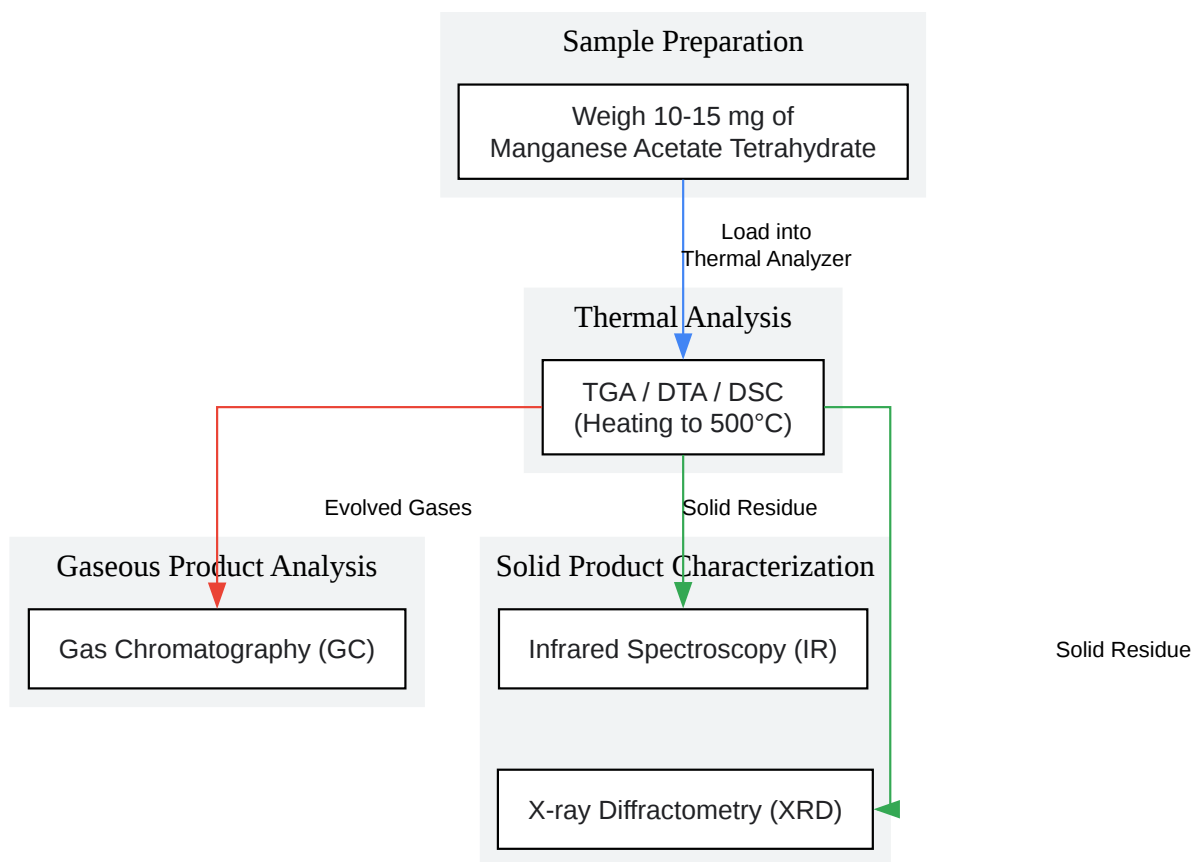 Sample Preparation
Weigh 10-15 mg of
Manganese Acetate Tetrahydrate
Load into
Thermal Analyzer
Thermal Analysis
TGA / DTA / DSC
(Heating to 500°C)
Evolved Gases
Solid Residue
Gaseous Product Analysis
Solid Product Characterization
Gas Chromatography (GC)
Infrared Spectroscopy (IR)
Solid Residue
X-ray Diffractometry (XRD)